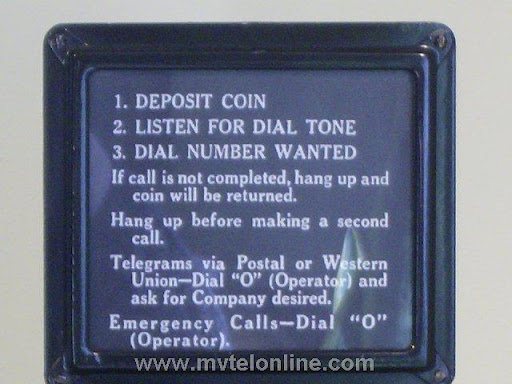 1. DEPOSIT COIN
2. LISTEN FOR DIAL TONE
3. DIAL NUMBER WANTED
If call is not completed, hang up and
coin will be returned.
Hang up before making a second
call.
Telegrams via Postal or Western
Union—Dial "O" (Operator) and
ask for Company desired.
Emergency Calls—Dial "O"
(Operator).
www.mvtelonline.com